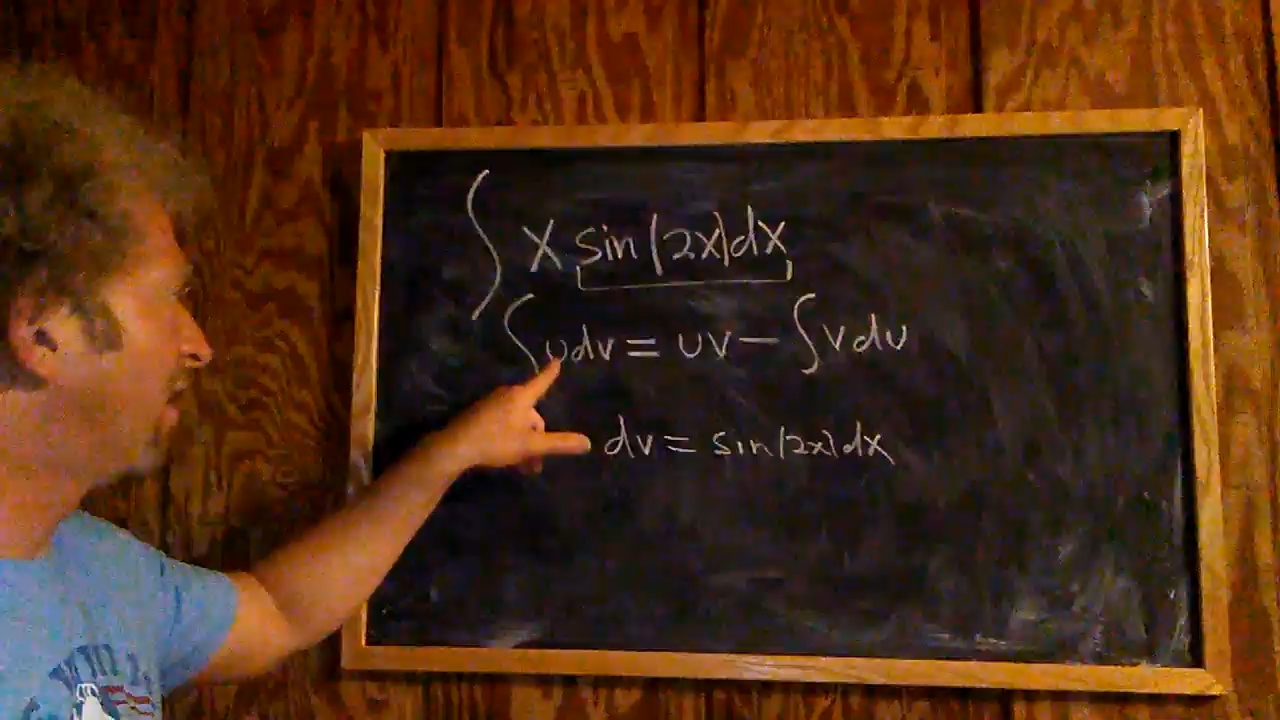 ∫ x sin(2x)dx
∫udv = uv - ∫vdu
dv = sin(2x)dx